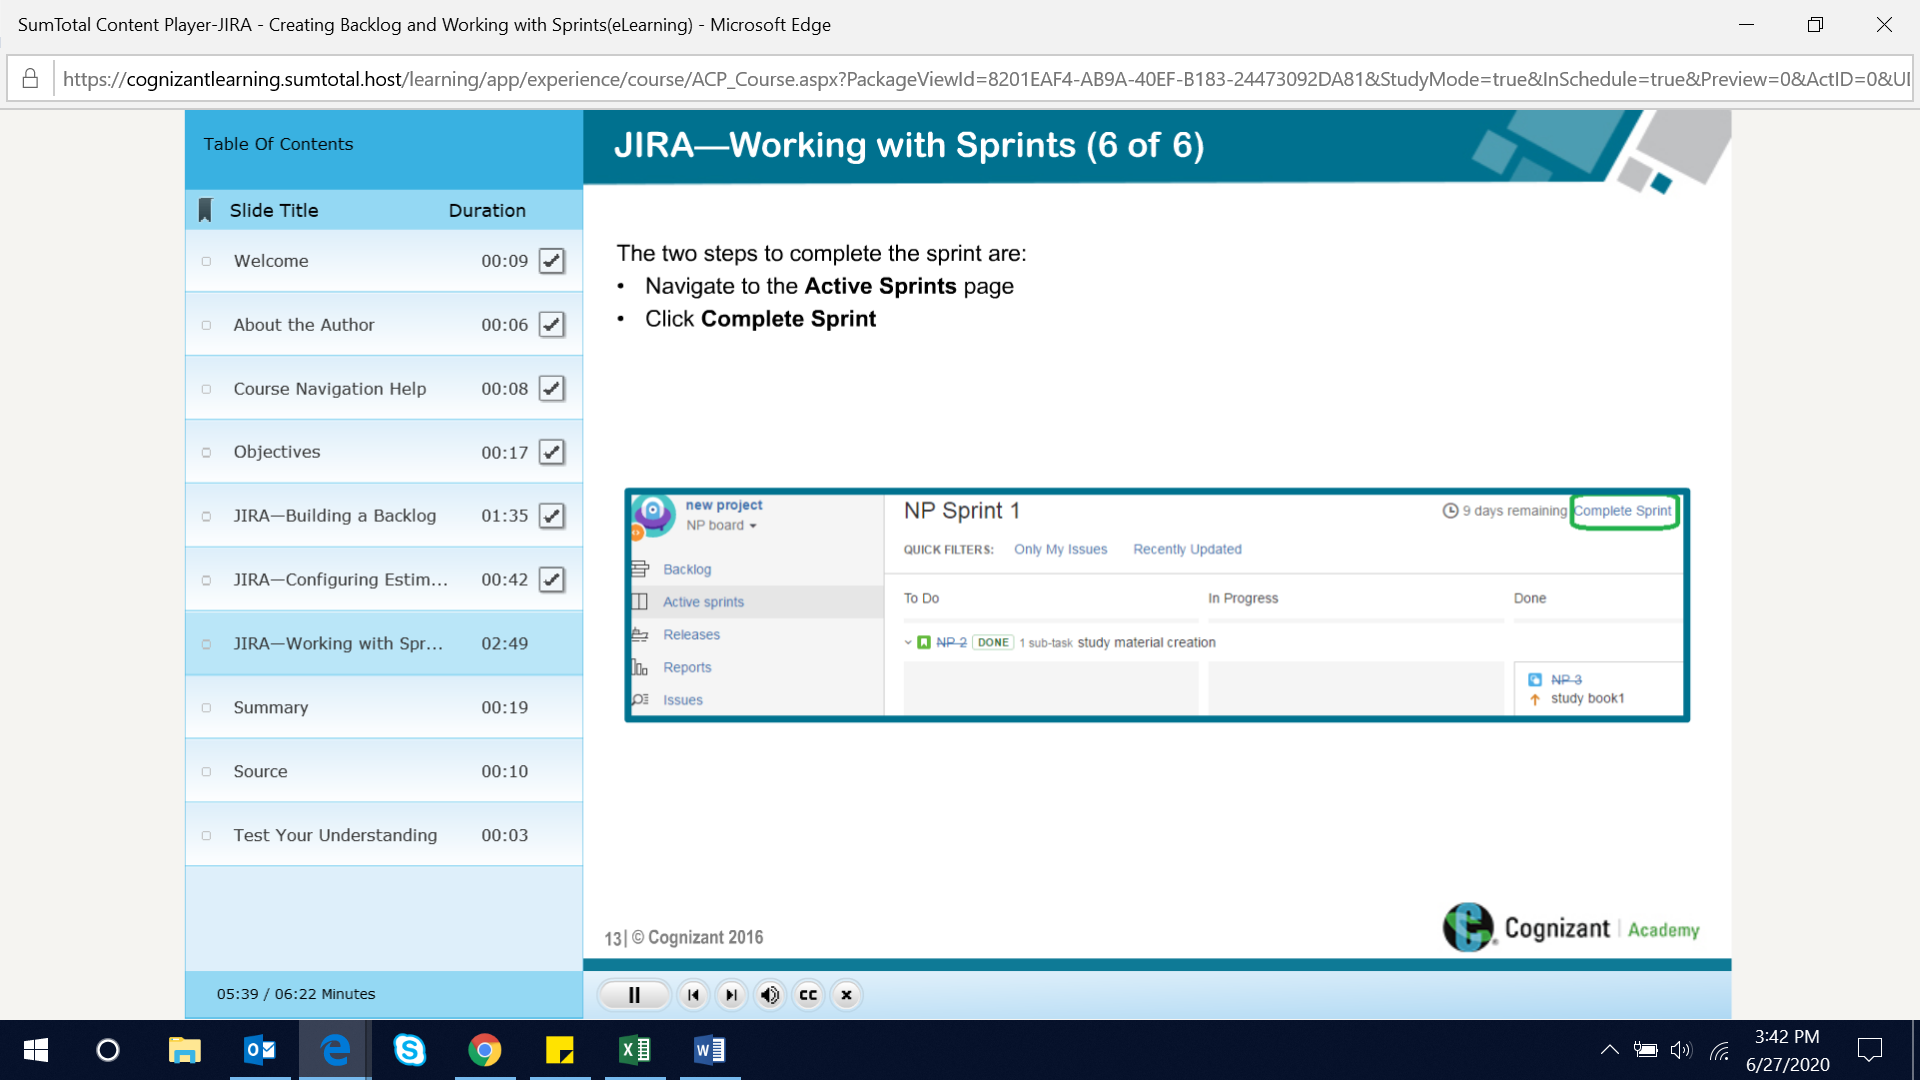 SumTotal Content Player-JIRA - Creating Backlog and Working with Sprints(eLearning) - Microsoft Edge
https://cognizantlearning.sumtotal.host/learning/app/experience/course/ACP_Course.aspx?PackageViewId=8201EAF4-AB9A-40EF-B183-24473092DA81&StudyMode=true&InSchedule=true&Preview=0&ActID=0&UI
Table Of Contents
Slide Title Duration
Welcome 00:09
About the Author 00:06
Course Navigation Help 00:08
Objectives 00:17
JIRA—Building a Backlog 01:35
JIRA—Configuring Estim... 00:42
JIRA—Working with Spr... 02:49
Summary 00:19
Source 00:10
Test Your Understanding 00:03
05:39 / 06:22 Minutes
JIRA—Working with Sprints (6 of 6)
The two steps to complete the sprint are:
• Navigate to the Active Sprints page
• Click Complete Sprint
new project
NP board
Backlog
Active sprints
Releases
Reports
Issues
NP Sprint 1
9 days remaining Complete Sprint
QUICK FILTERS: Only My Issues Recently Updated
To Do In Progress Done
NP-2 DONE 1 sub-task study material creation
NP-3
study book1
13| © Cognizant 2016
Cognizant | Academy
CC
3:42 PM
6/27/2020